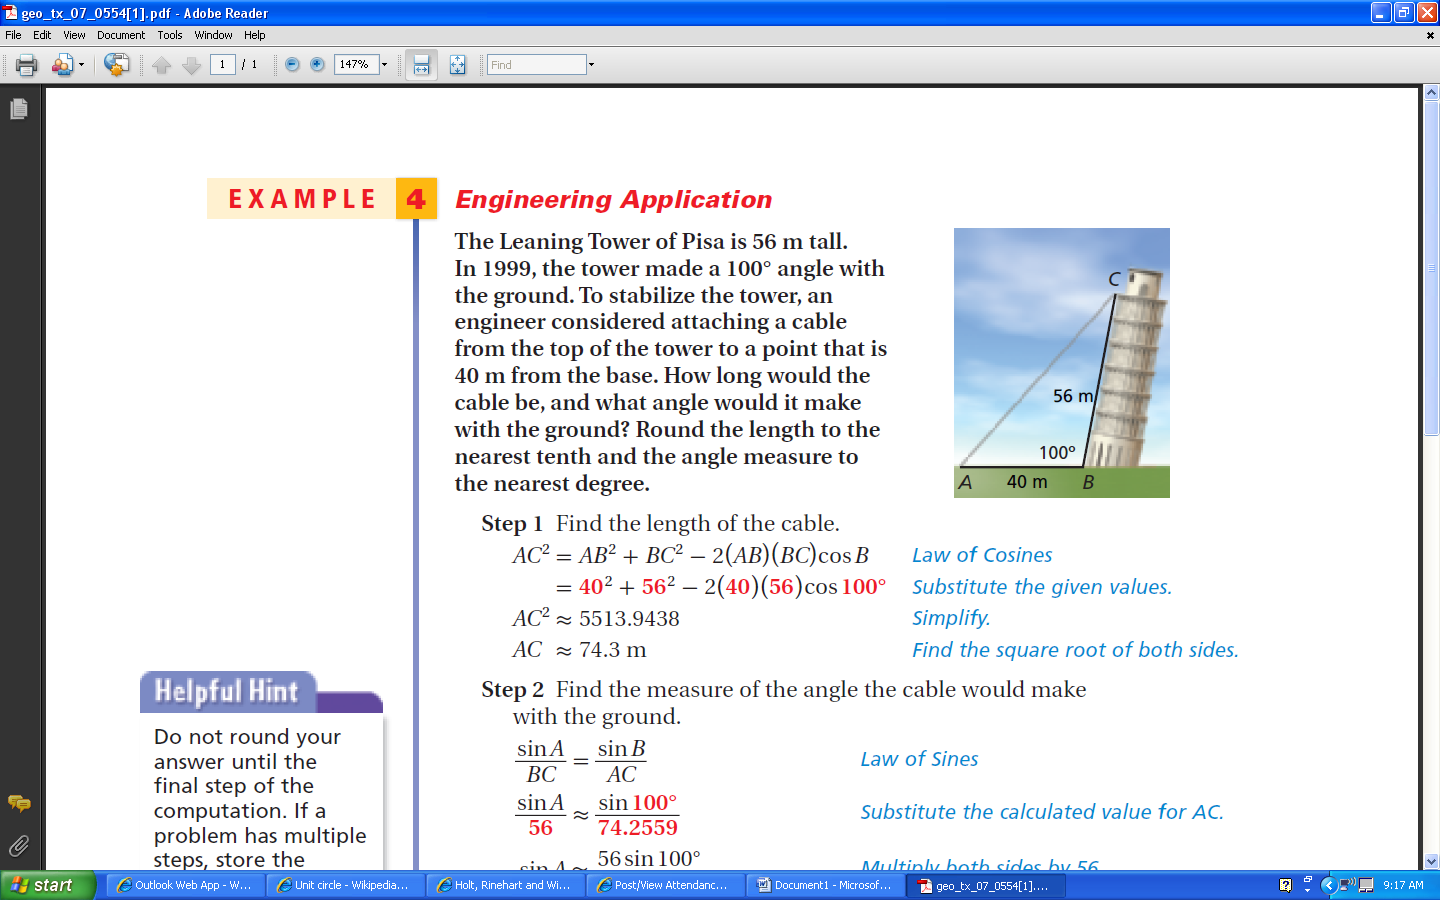 geo_tx_07_0554[1].pdf - Adobe Reader
File Edit View Document Tools Window Help
1 / 1 147% Find
EXAMPLE 4 Engineering Application
The Leaning Tower of Pisa is 56 m tall.
In 1999, the tower made a 100° angle with
the ground. To stabilize the tower, an
engineer considered attaching a cable
from the top of the tower to a point that is
40 m from the base. How long would the
cable be, and what angle would it make
with the ground? Round the length to the
nearest tenth and the angle measure to
the nearest degree.
C
56 m
100º
A 40 m B
Step 1 Find the length of the cable.
AC² = AB² + BC² − 2(AB)(BC)cos B Law of Cosines
= 40² + 56² − 2(40)(56)cos 100° Substitute the given values.
AC² ≈ 5513.9438 Simplify.
AC ≈ 74.3 m Find the square root of both sides.
Step 2 Find the measure of the angle the cable would make
with the ground.
sin A / BC = sin B / AC Law of Sines
sin A / 56 ≈ sin 100° / 74.2559 Substitute the calculated value for AC.
sin A ≈ 56 sin 100° Multiply both sides by 56
Helpful Hint
Do not round your
answer until the
final step of the
computation. If a
problem has multiple
steps, store the
start Outlook Web App - W... Unit circle - Wikipedia... Holt, Rinehart and Wi... Post/View Attendanc... Document1 - Microsof... geo_tx_07_0554[1].... 9:17 AM